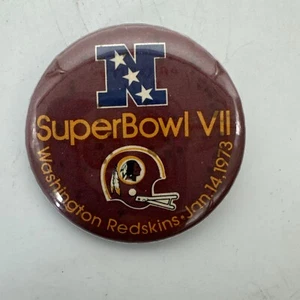 N
SuperBowl VII
Washington Redskins•Jan.14,1973